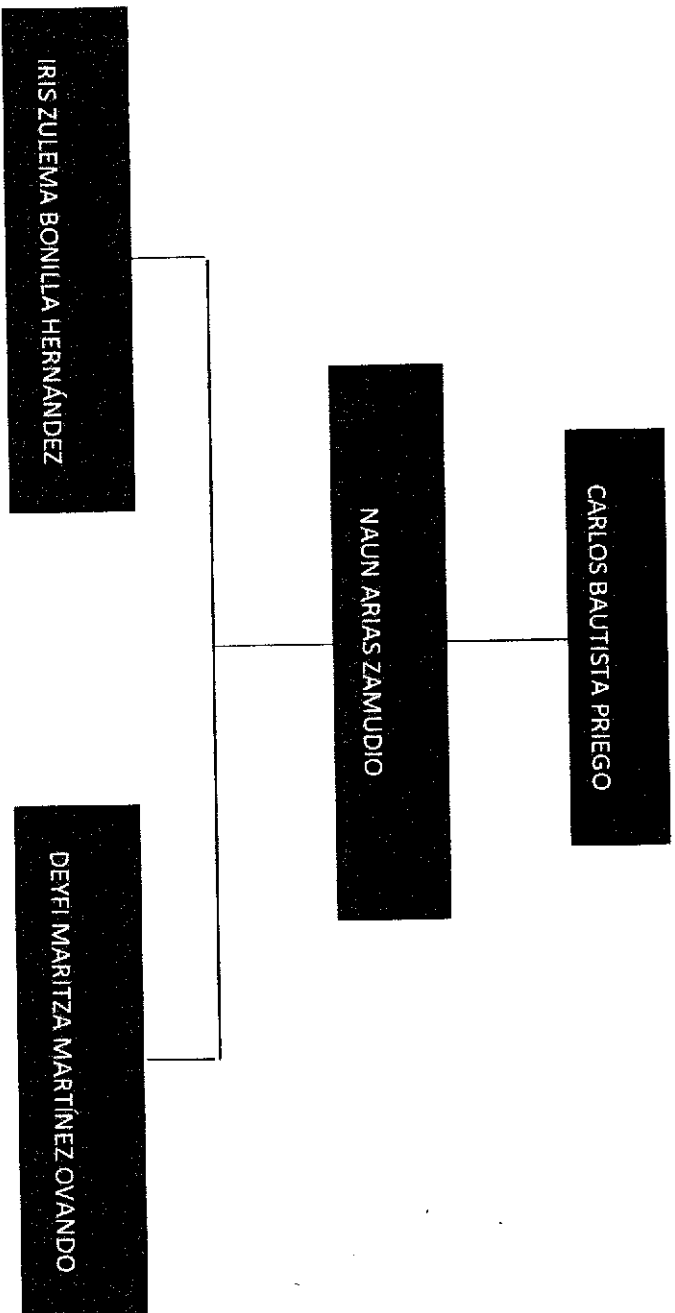 CARLOS BAUTISTA PRIEGO
NAUN ARIAS ZAMUDIO
IRIS ZULEMA BONILLA HERNÁNDEZ
DEYFI MARITZA MARTÍNEZ OVANDO